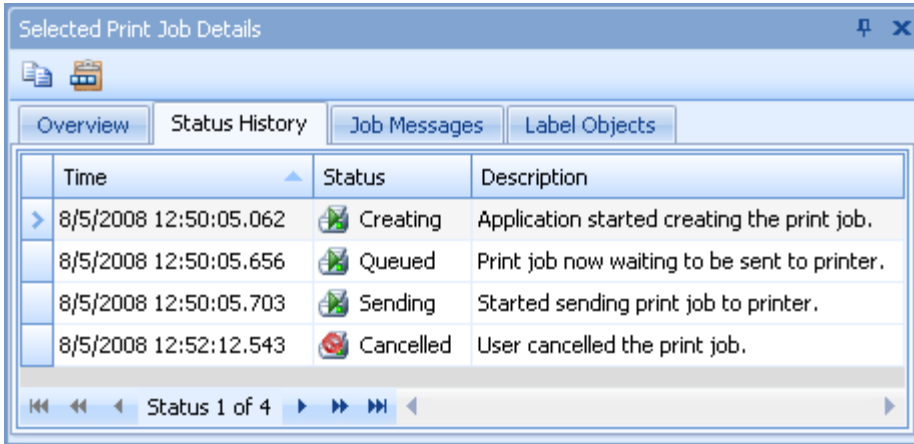 Selected Print Job Details
Overview Status History Job Messages Label Objects
Time Status Description
8/5/2008 12:50:05.062 Creating Application started creating the print job.
8/5/2008 12:50:05.656 Queued Print job now waiting to be sent to printer.
8/5/2008 12:50:05.703 Sending Started sending print job to printer.
8/5/2008 12:52:12.543 Cancelled User cancelled the print job.
Status 1 of 4